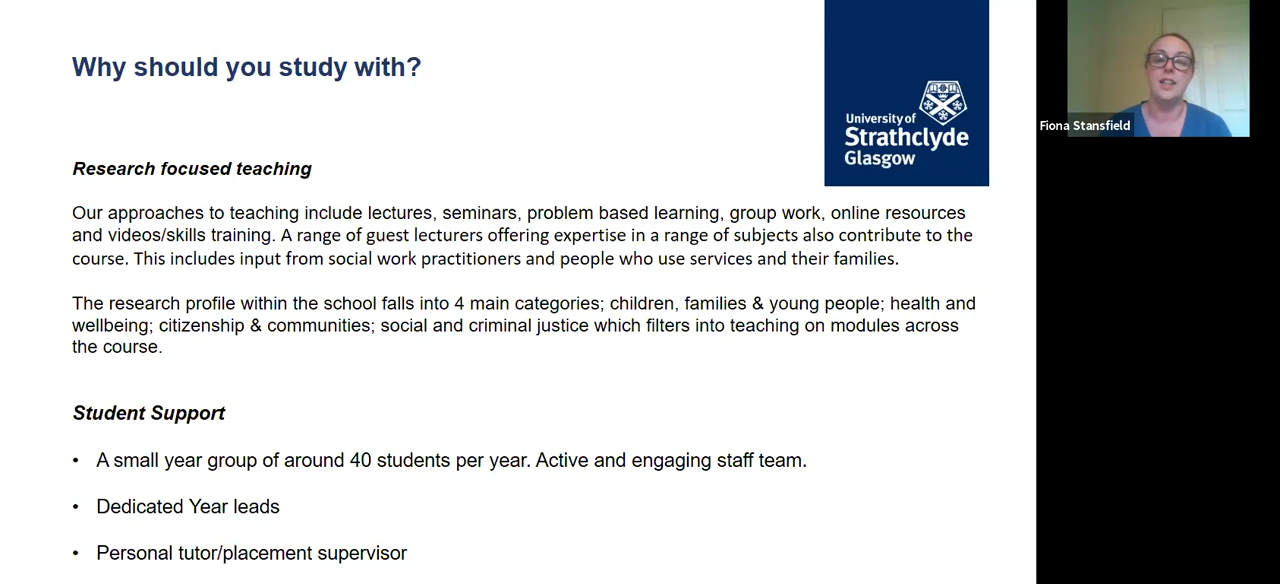 Why should you study with?
University of
Strathclyde
Glasgow
Fiona Stansfield
Research focused teaching
Our approaches to teaching include lectures, seminars, problem based learning, group work, online resources
and videos/skills training. A range of guest lecturers offering expertise in a range of subjects also contribute to the
course. This includes input from social work practitioners and people who use services and their families.
The research profile within the school falls into 4 main categories; children, families & young people; health and
wellbeing; citizenship & communities; social and criminal justice which filters into teaching on modules across
the course.
Student Support
• A small year group of around 40 students per year. Active and engaging staff team.
• Dedicated Year leads
• Personal tutor/placement supervisor